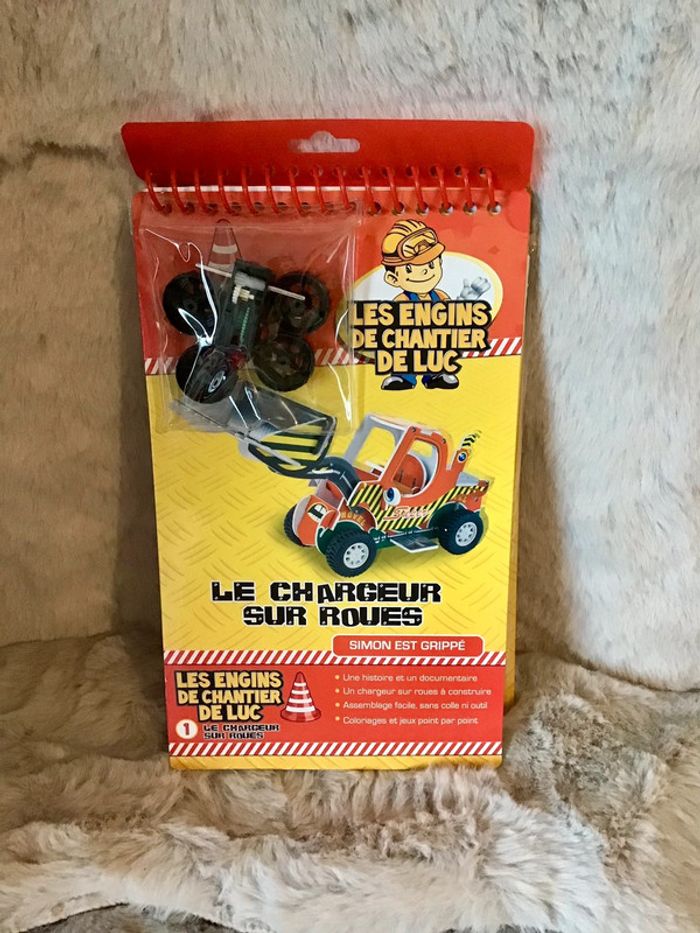 LES ENGINS
DE CHANTIER
DE LUC
LE CHARGEUR
SUR ROUES
SIMON EST GRIPPÉ
LES ENGINS
DE CHANTIER
DE LUC
1 LE CHARGEUR
SUR ROUES
• Une histoire et un documentaire
• Un chargeur sur roues à construire
• Assemblage facile, sans colle ni outil
• Coloriages et jeux point par point